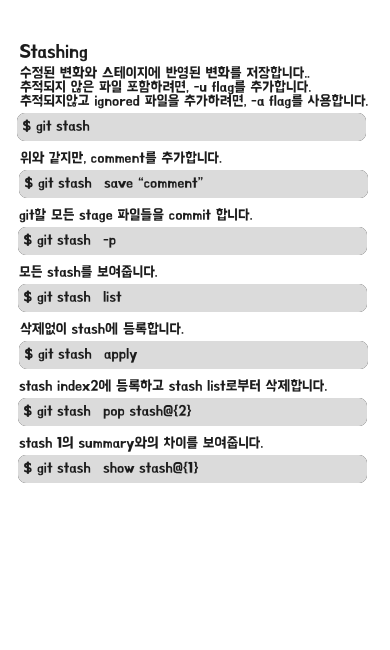 Stashing
수정된 변화와 스테이지에 반영된 변화를 저장합니다..
추적되지 않은 파일 포함하려면, -u flag를 추가합니다.
추적되지않고 ignored 파일을 추가하려면, -a flag를 사용합니다.
$ git stash
위와 같지만, comment를 추가합니다.
$ git stash save “comment”
git할 모든 stage 파일들을 commit 합니다.
$ git stash -p
모든 stash를 보여줍니다.
$ git stash list
삭제없이 stash에 등록합니다.
$ git stash apply
stash index2에 등록하고 stash list로부터 삭제합니다.
$ git stash pop stash@{2}
stash 1의 summary와의 차이를 보여줍니다.
$ git stash show stash@{1}